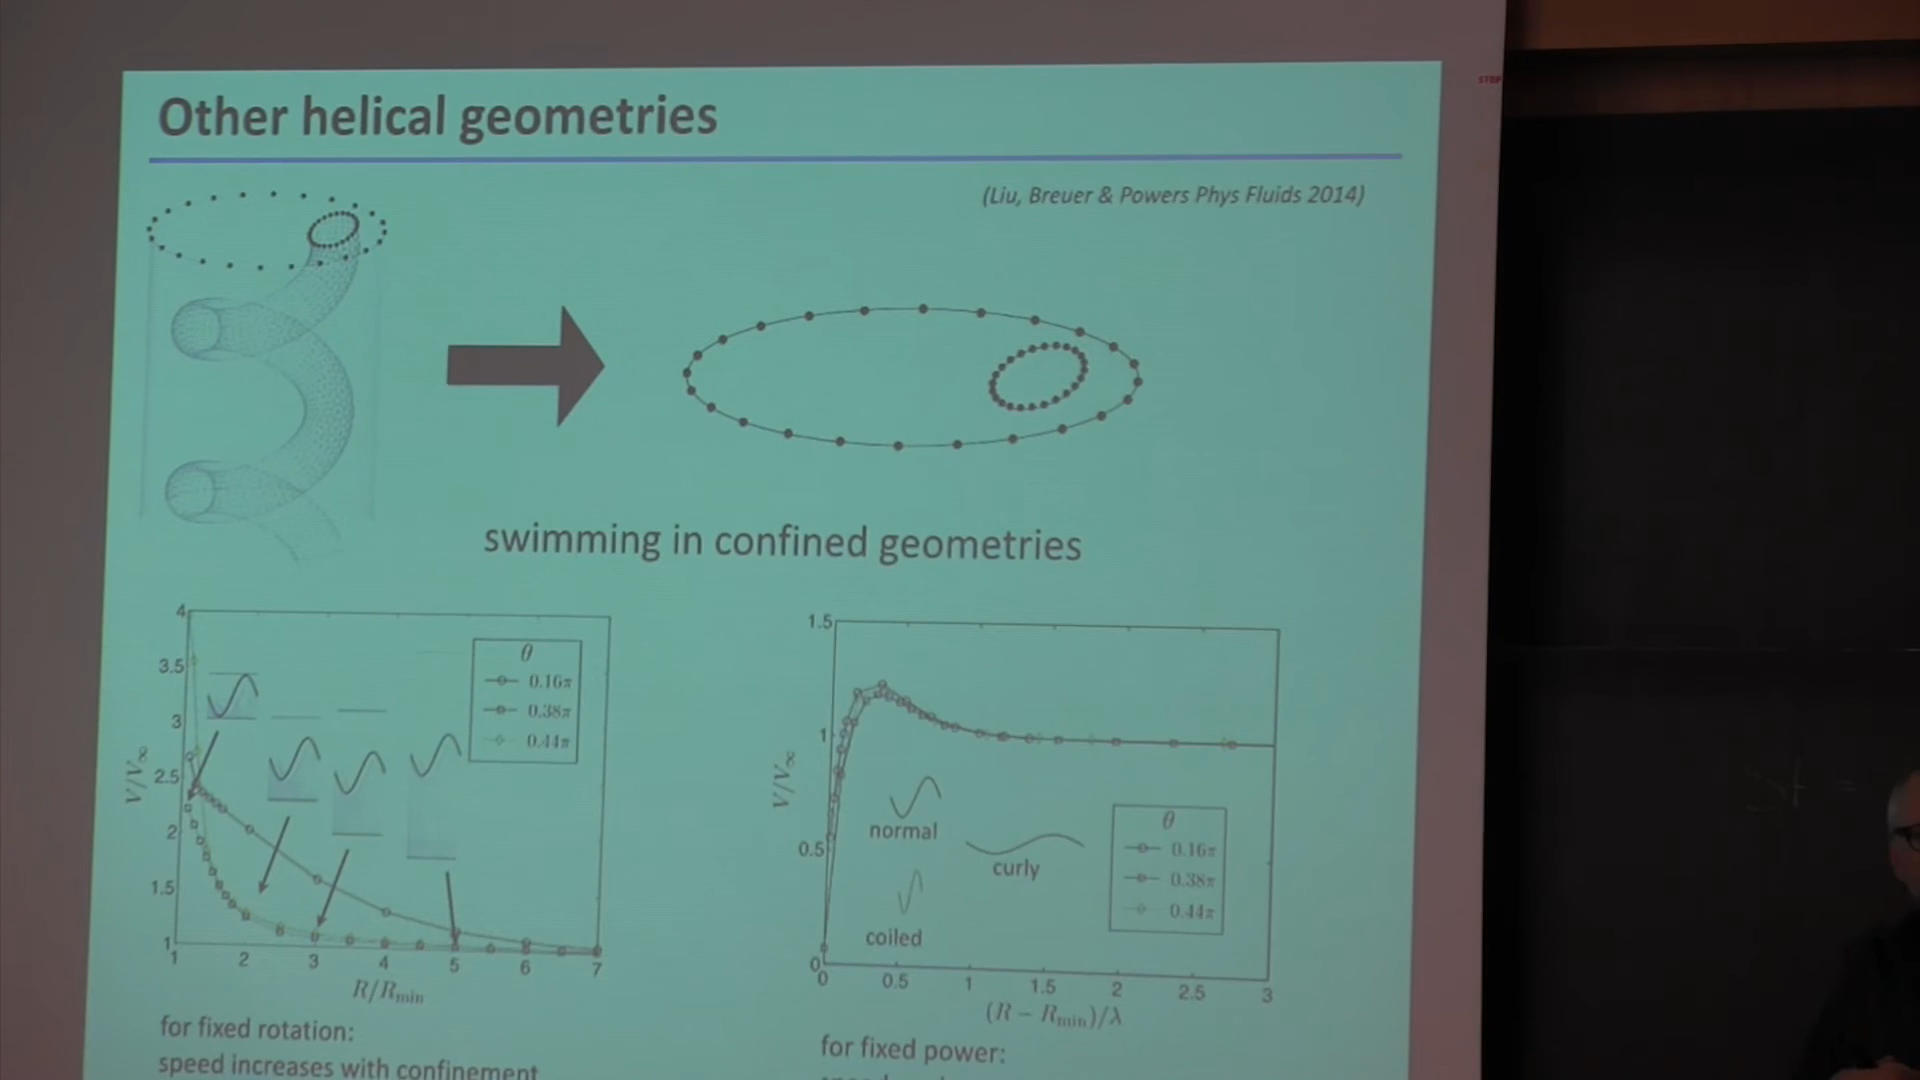 Other helical geometries
(Liu, Breuer & Powers Phys Fluids 2014)
swimming in confined geometries
4
3.5
3
2.5
2
1.5
1
V/V∞
1 2 3 4 5 6 7
R/Rmin
θ
0.16π
0.38π
0.44π
for fixed rotation:
speed increases with confinement
1.5
1
0.5
0
V/V∞
0 0.5 1 1.5 2 2.5 3
(R − Rmin)/λ
normal
curly
coiled
θ
0.16π
0.38π
0.44π
for fixed power:
STOP